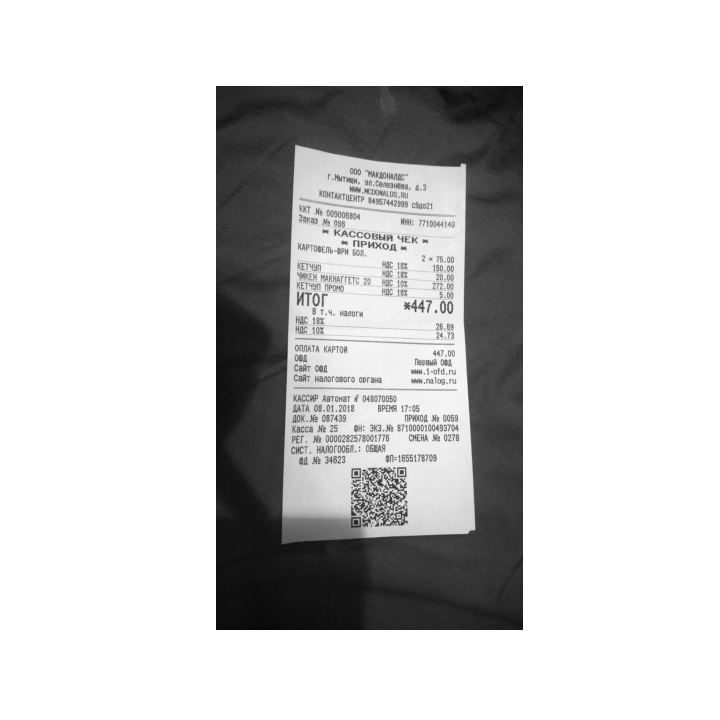 ООО "МАКДОНАЛДС"
г.Мытищи, ул.Селезнёва, д.3
WWW.MCDONALDS.RU
КОНТАКТЦЕНТР 84957442999 с9до21
ККТ № 009006804 ИНН: 7710044140
Заказ № 086
* КАССОВЫЙ ЧЕК *
* ПРИХОД *
КАРТОФЕЛЬ-ФРИ БОЛ. 2 * 75.00
НДС 18% 150.00
КЕТЧУП НДС 18% 20.00
ЧИКЕН МАКНАГГЕТС 20 НДС 10% 272.00
КЕТЧУП ПРОМО НДС 18% 5.00
ИТОГ *447.00
В т.ч. налоги
НДС 18% 26.69
НДС 10% 24.73
ОПЛАТА КАРТОЙ 447.00
ОФД Первый ОФД
Сайт ОФД www.1-ofd.ru
Сайт налогового органа www.nalog.ru
КАССИР Автомат № 048070050
ДАТА 08.01.2018 ВРЕМЯ 17:05
ДОК.№ 087439 ПРИХОД № 0059
Касса № 25 ФН: ЭКЗ.№ 8710000100493704
РЕГ. № 0000282578001776 СМЕНА № 0278
СИСТ. НАЛОГООБЛ.: ОБЩАЯ
ФД № 34623 ФП=1655178709